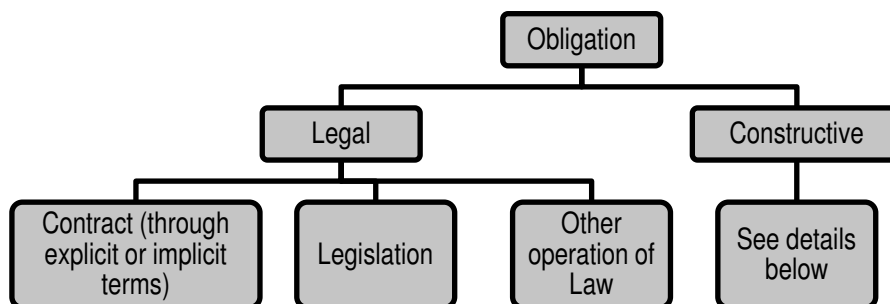 Obligation
Legal
Constructive
Contract (through
explicit or implicit
terms)
Legislation
Other
operation of
Law
See details
below